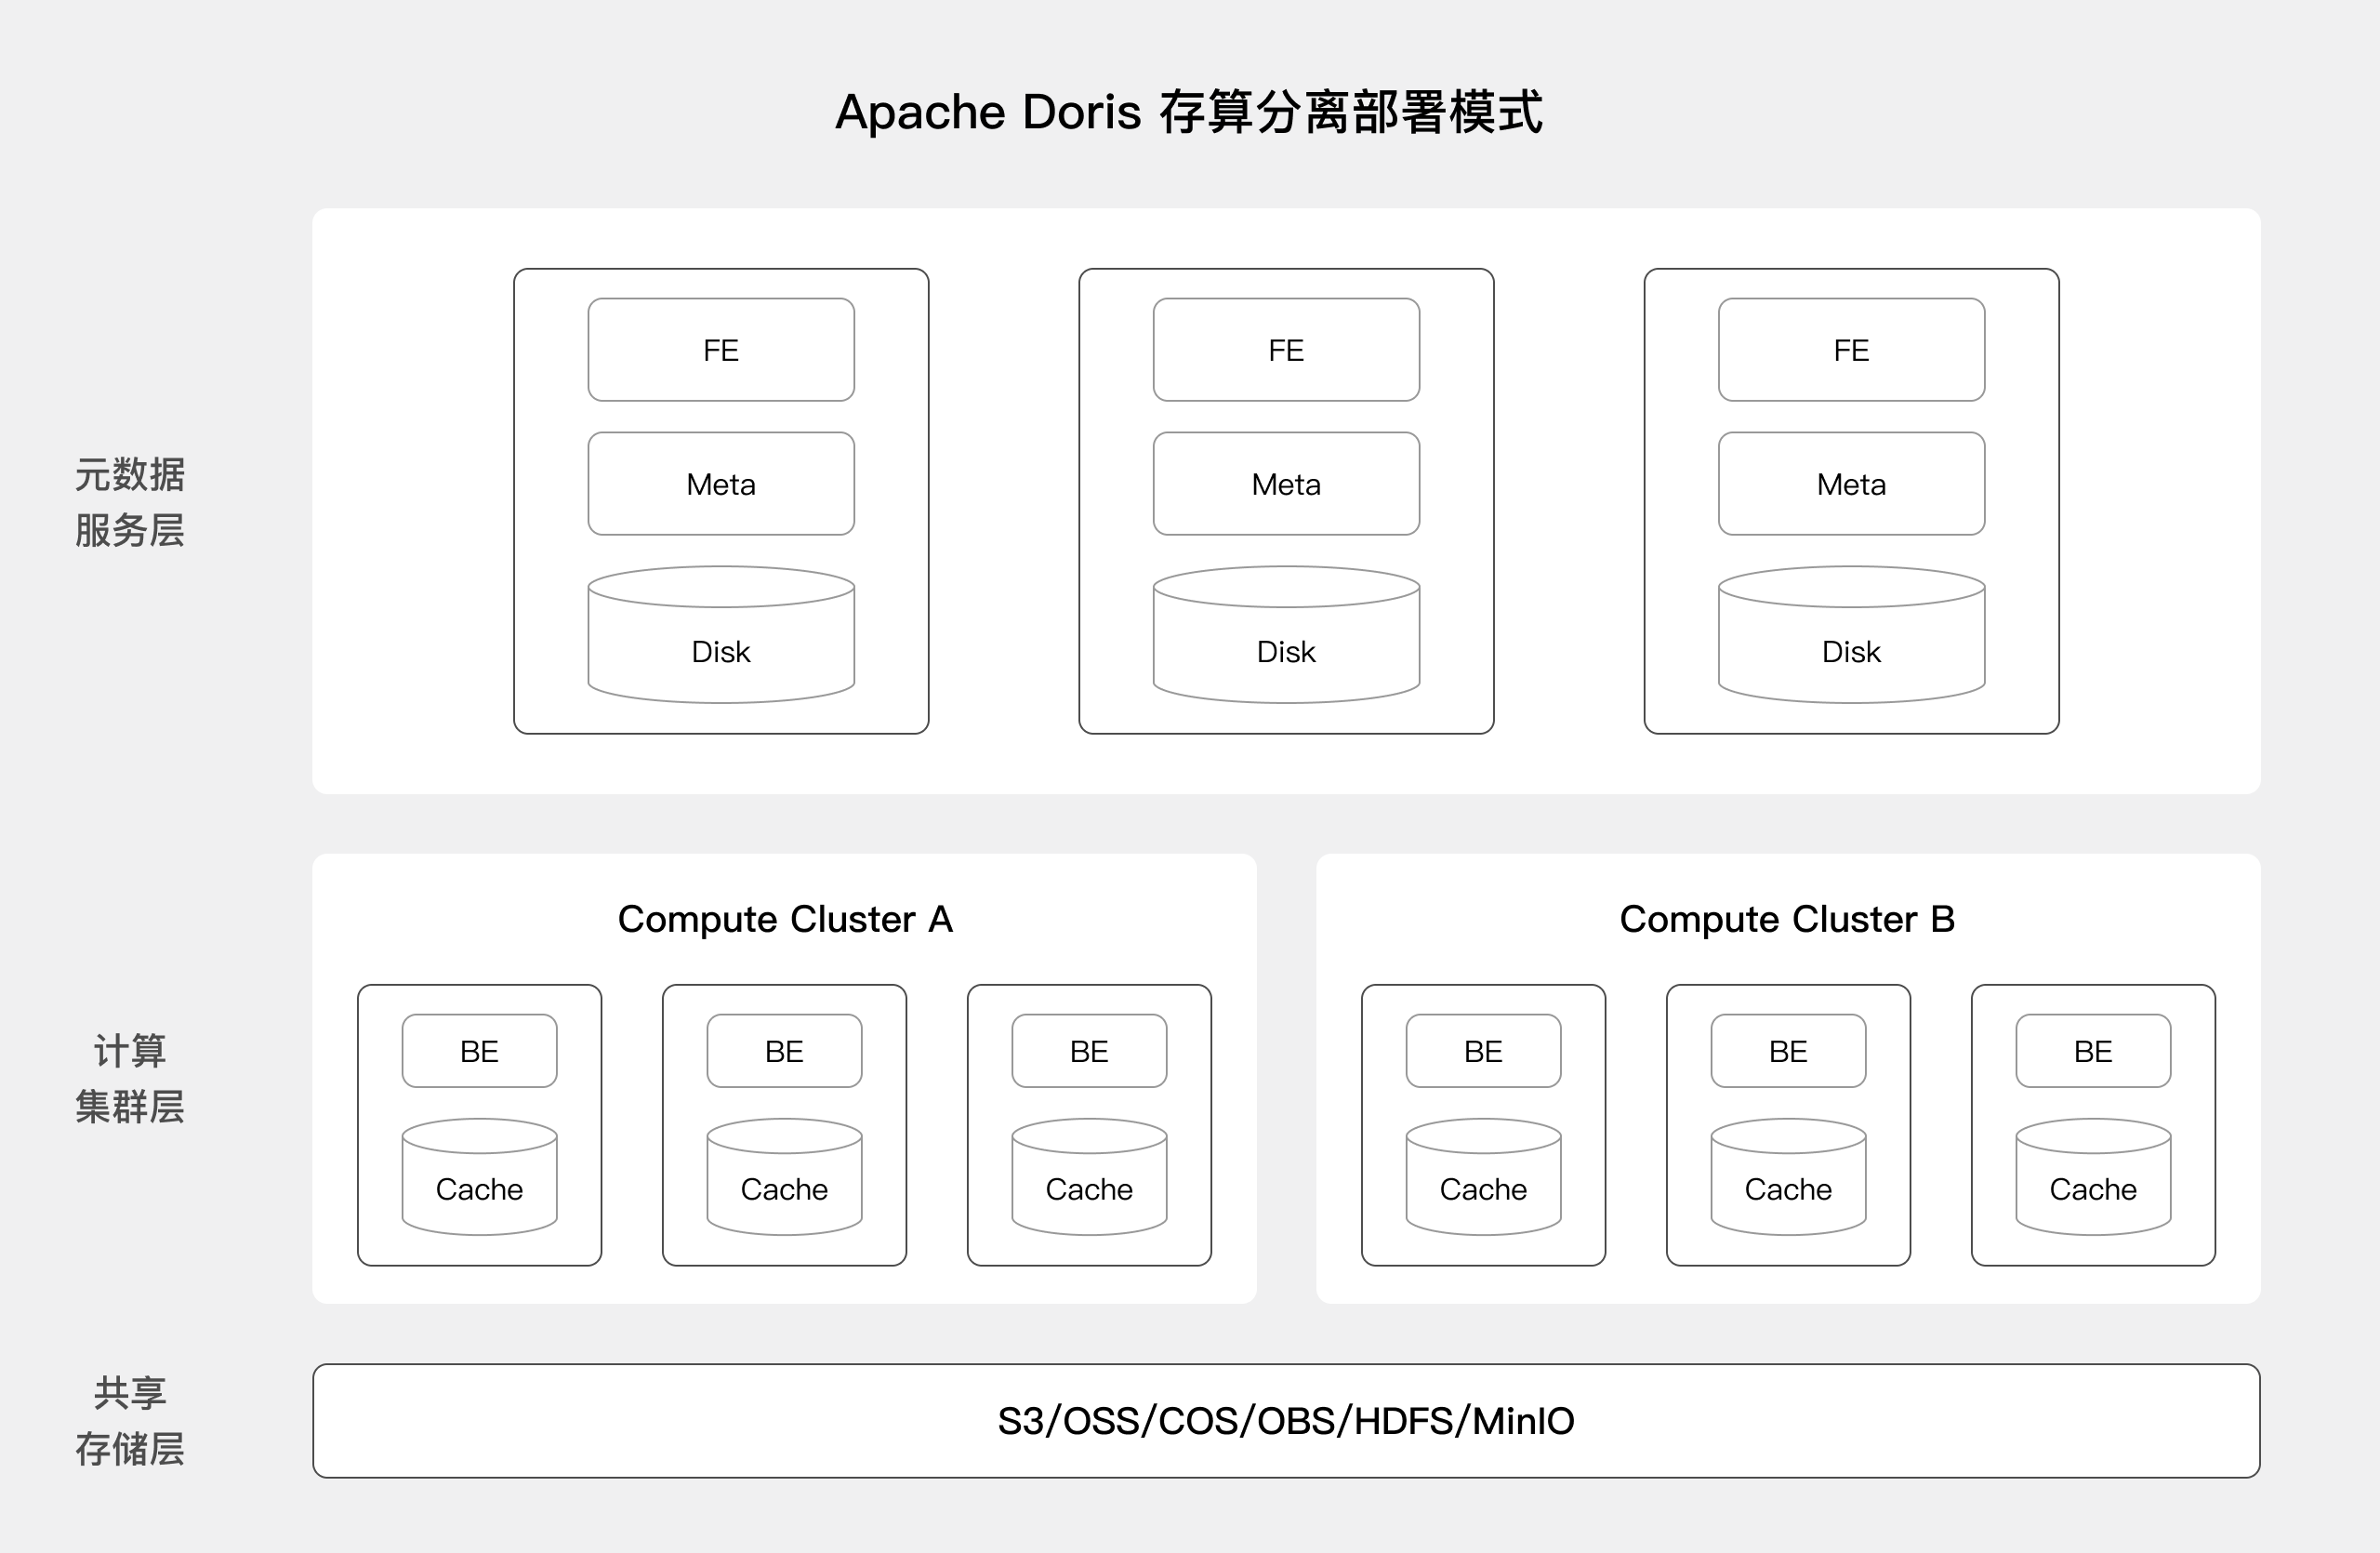 Apache Doris 存算分离部署模式
元数据
服务层
FE
FE
FE
Meta
Meta
Meta
Disk
Disk
Disk
计算
集群层
Compute Cluster A
BE
BE
BE
Cache
Cache
Cache
Compute Cluster B
BE
BE
BE
Cache
Cache
Cache
共享
存储层
S3/OSS/COS/OBS/HDFS/MinIO